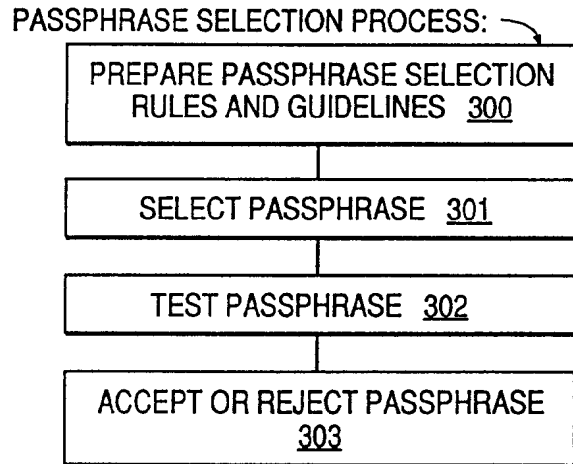 PASSPHRASE SELECTION PROCESS:
PREPARE PASSPHRASE SELECTION
RULES AND GUIDELINES 300
SELECT PASSPHRASE 301
TEST PASSPHRASE 302
ACCEPT OR REJECT PASSPHRASE
303